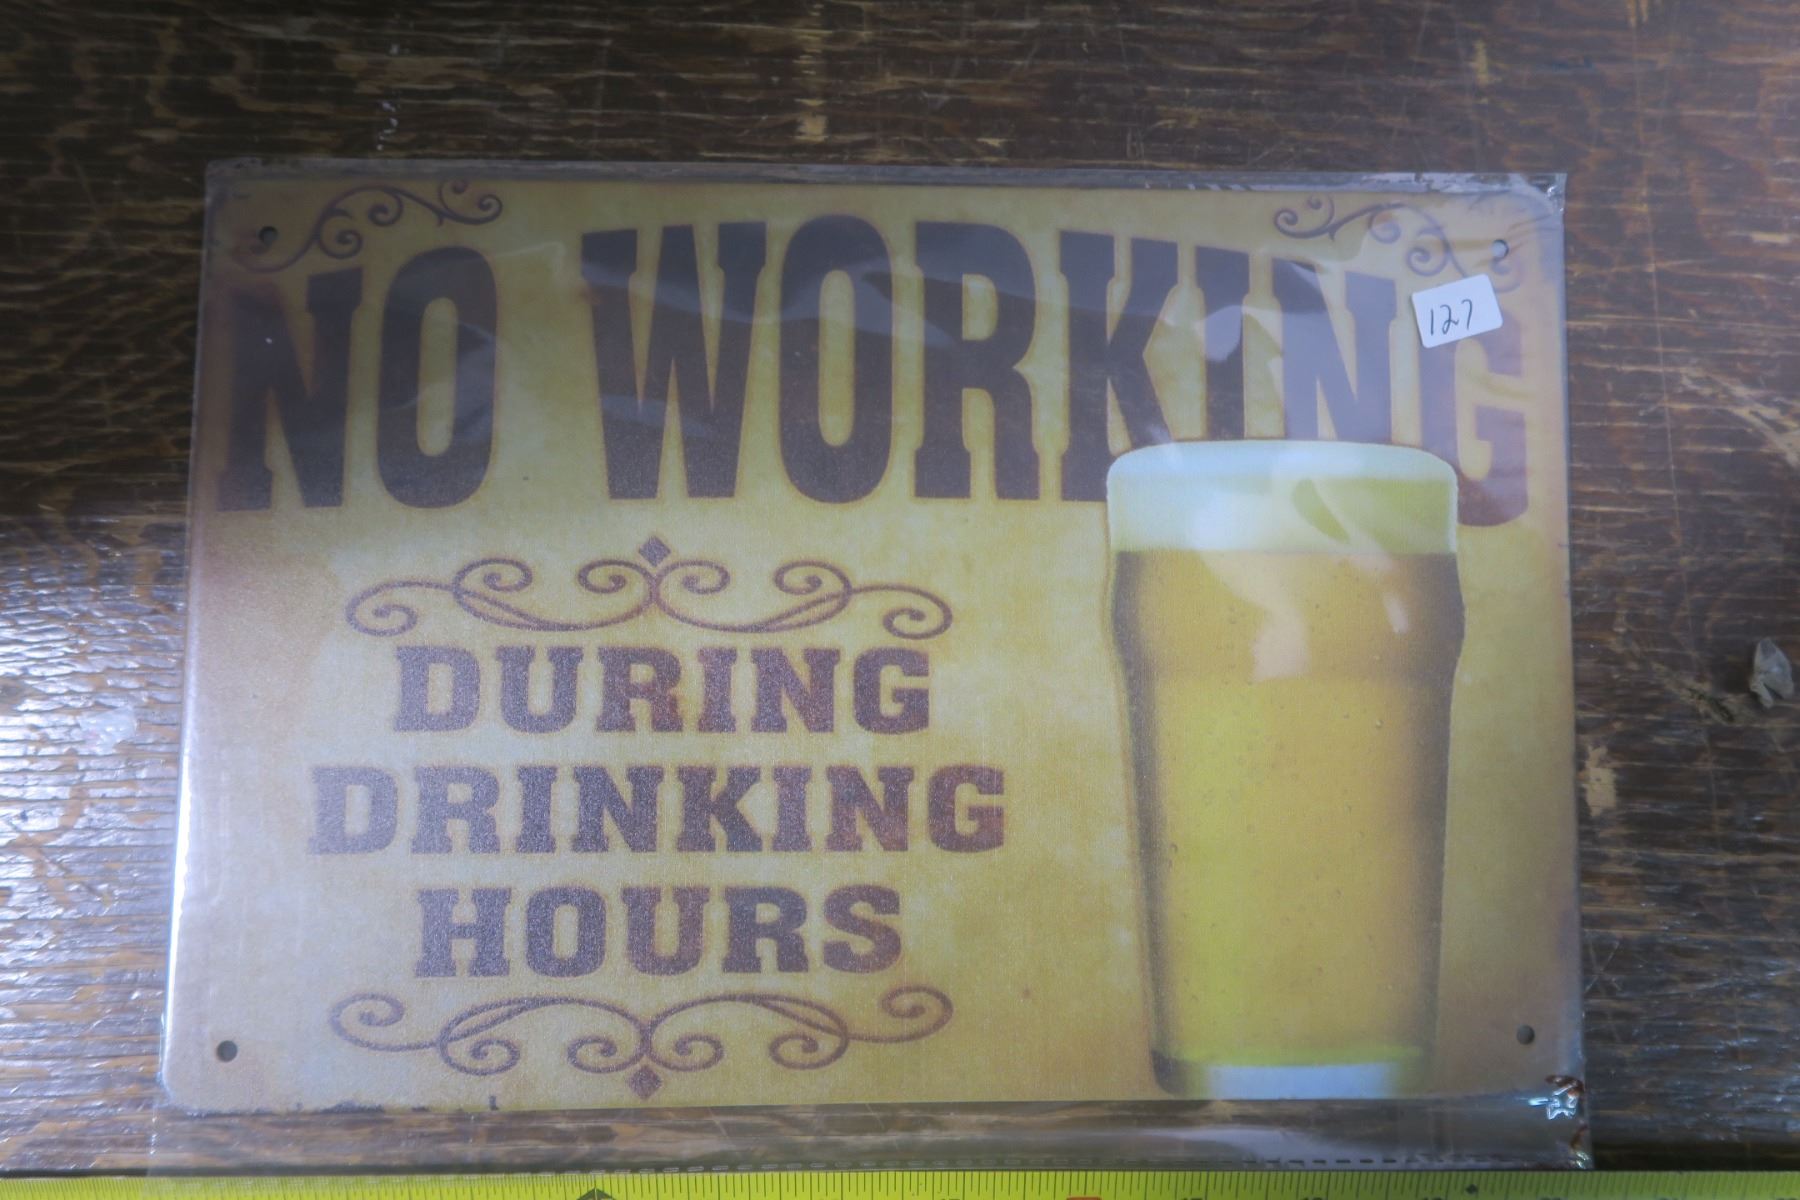 NO WORKING
127
DURING
DRINKING
HOURS